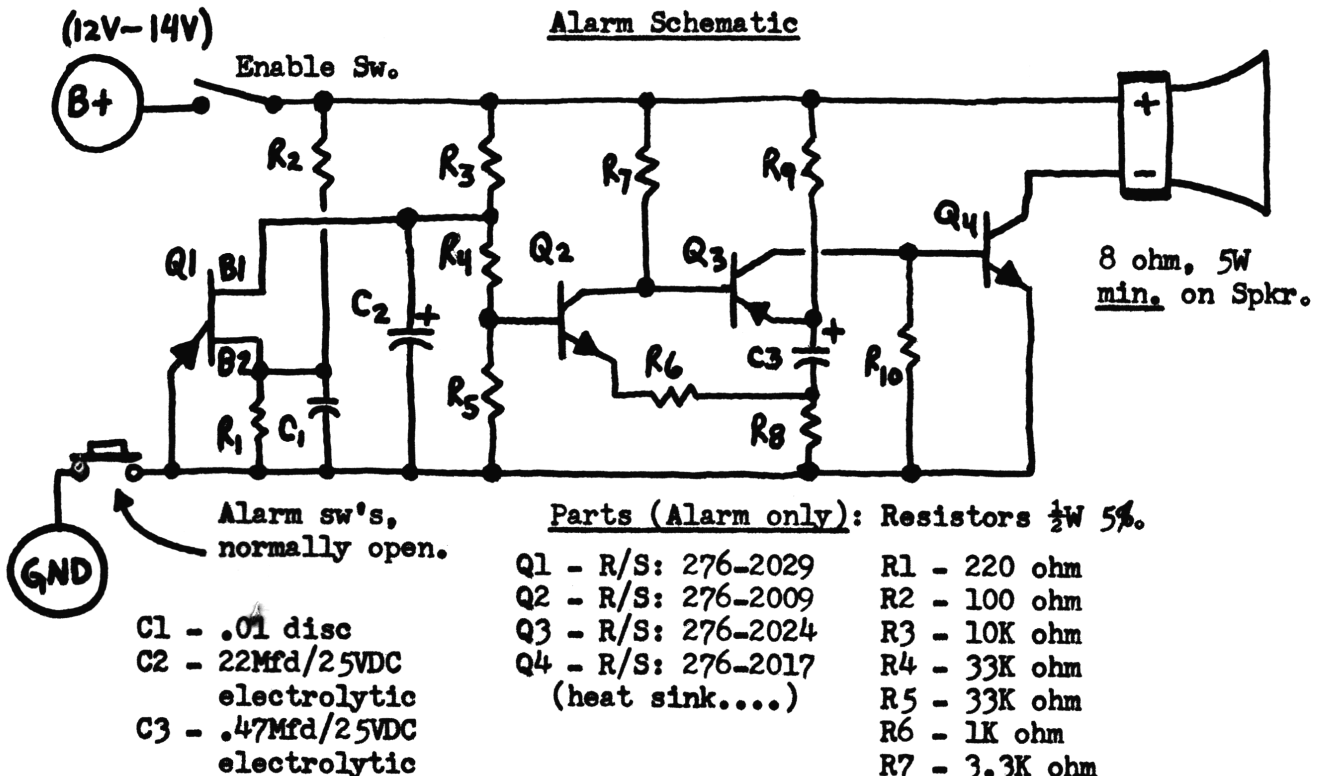 Alarm Schematic
(12V~14V)
Enable Sw.
B+
R2
R3
R7
R9
+
-
Q1
B1
R4
Q2
Q3
Q4
8 ohm, 5W
min. on Spkr.
C2
+
B2
R5
R6
C3
+
R10
R1
C1
R8
Alarm sw's,
normally open.
GND
Parts (Alarm only): Resistors ½W 5%.
Q1 - R/S: 276-2029
Q2 - R/S: 276-2009
Q3 - R/S: 276-2024
Q4 - R/S: 276-2017
(heat sink....)
R1 - 220 ohm
R2 - 100 ohm
R3 - 10K ohm
R4 - 33K ohm
R5 - 33K ohm
R6 - 1K ohm
R7 - 3.3K ohm
C1 - .01 disc
C2 - 22Mfd/25VDC
electrolytic
C3 - .47Mfd/25VDC
electrolytic